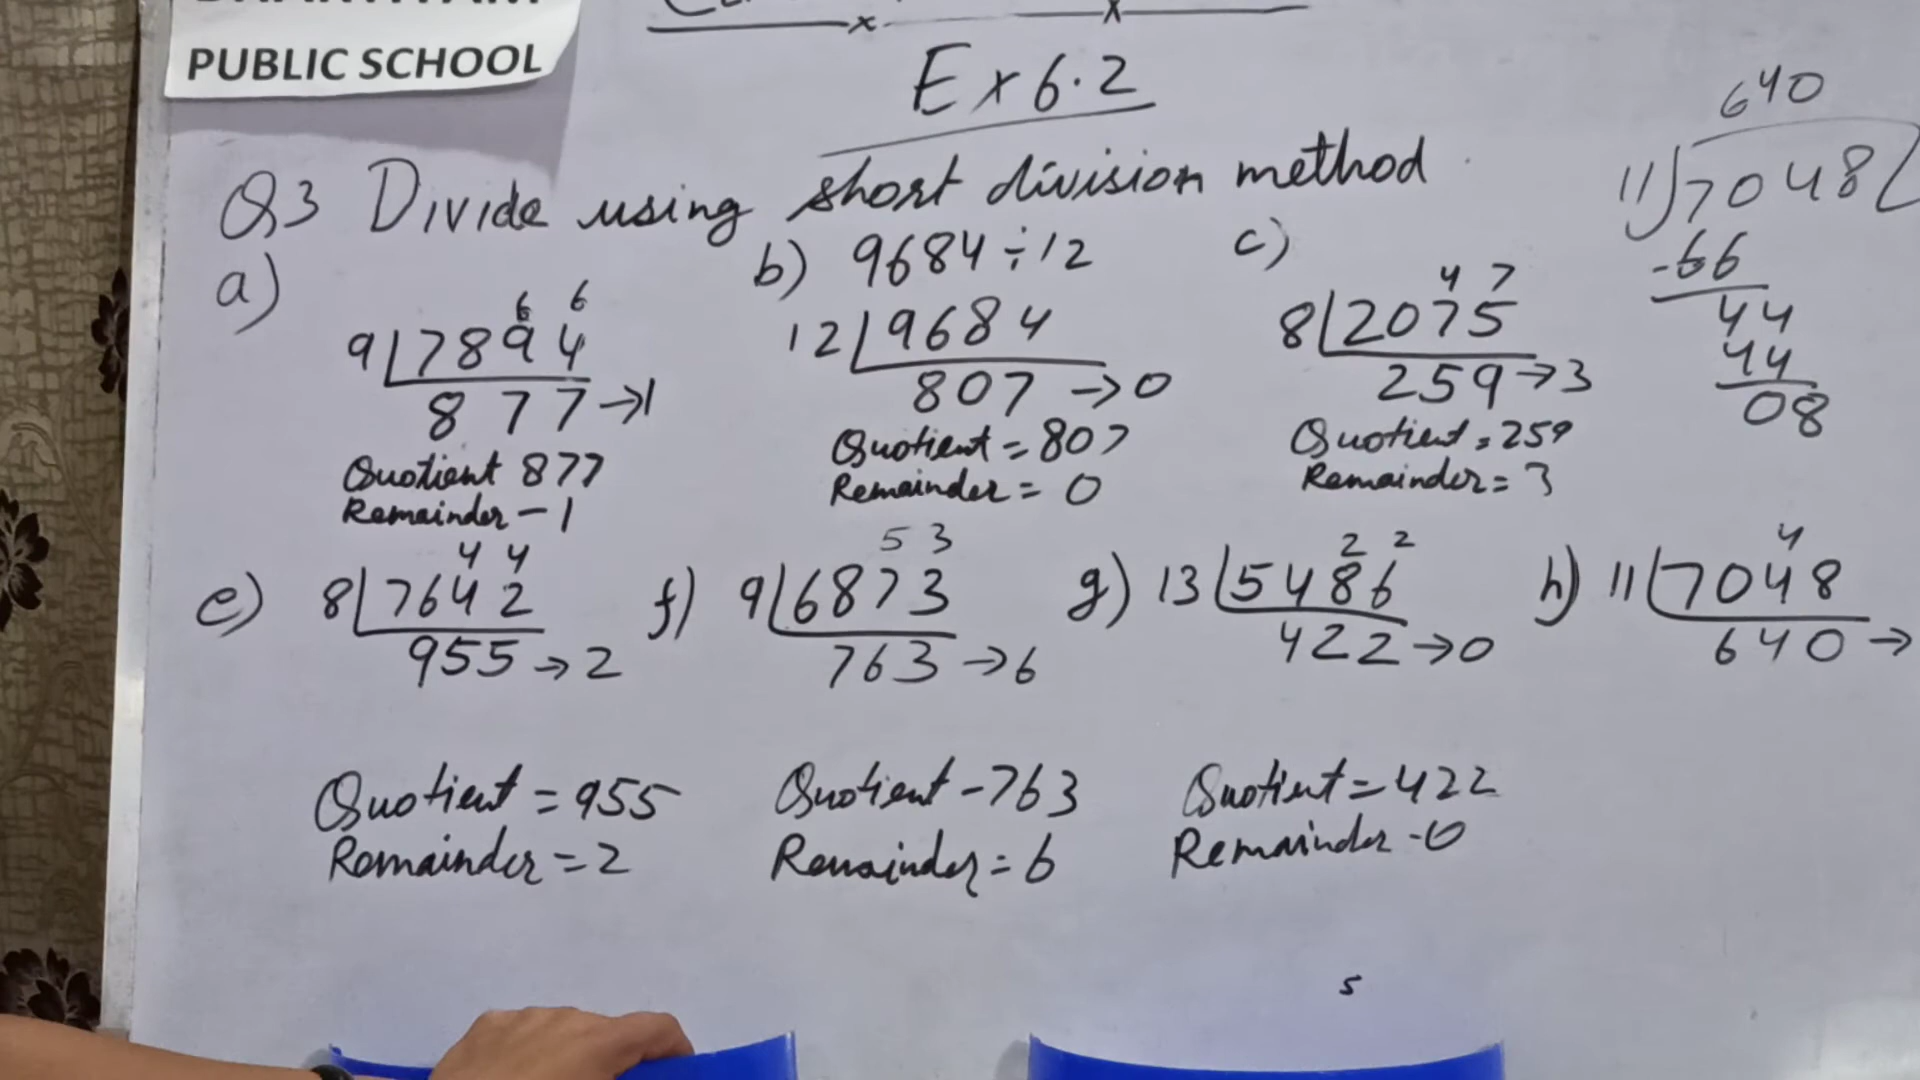 PUBLIC SCHOOL
Ex 6.2
Q3 Divide using short division method
a)
6 6
9 7894
877 →1
Quotient 877
Remainder - 1
b) 9684 ÷ 12
12 9684
807 → 0
Quotient = 807
Remainder = 0
c)
4 7
8 2075
259 → 3
Quotient = 259
Remainder = 3
640
11)7048(
-66
44
44
08
4 4
e) 8 7642
955 → 2
Quotient = 955
Remainder = 2
5 3
f) 9 6873
763 → 6
Quotient - 763
Remainder = 6
2 2
g) 13 5486
422 → 0
Quotient = 422
Remainder - 0
4
h) 11 7048
640 →
5